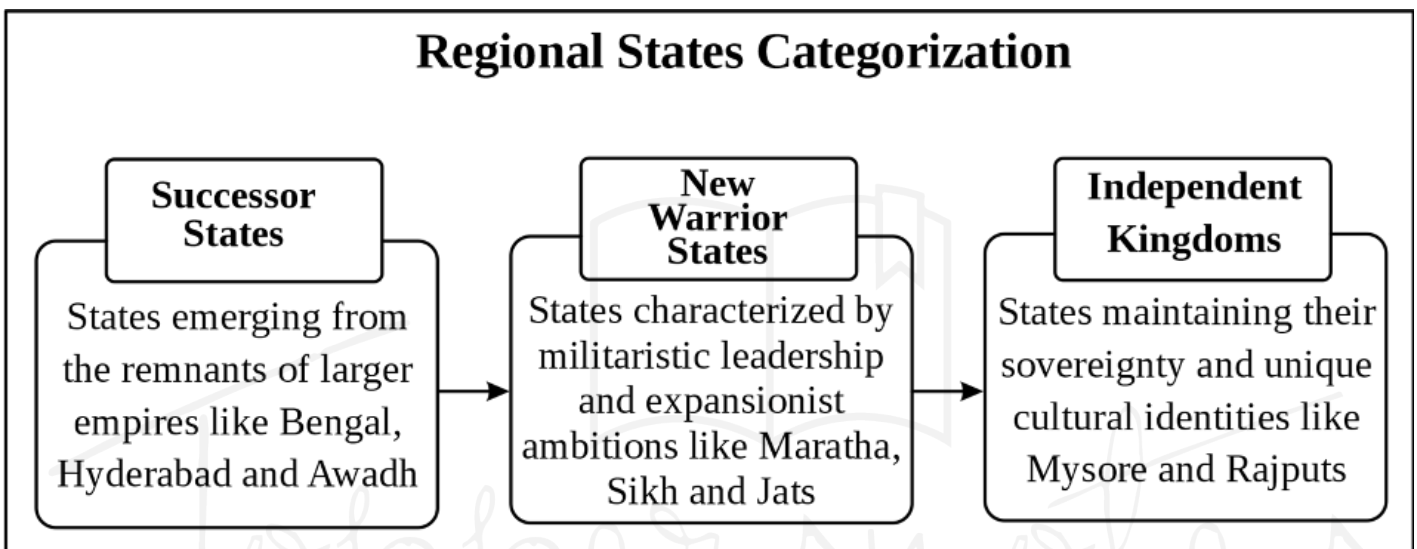 Regional States Categorization
Successor
States
States emerging from
the remnants of larger
empires like Bengal,
Hyderabad and Awadh
New
Warrior
States
States characterized by
militaristic leadership
and expansionist
ambitions like Maratha,
Sikh and Jats
Independent
Kingdoms
States maintaining their
sovereignty and unique
cultural identities like
Mysore and Rajputs